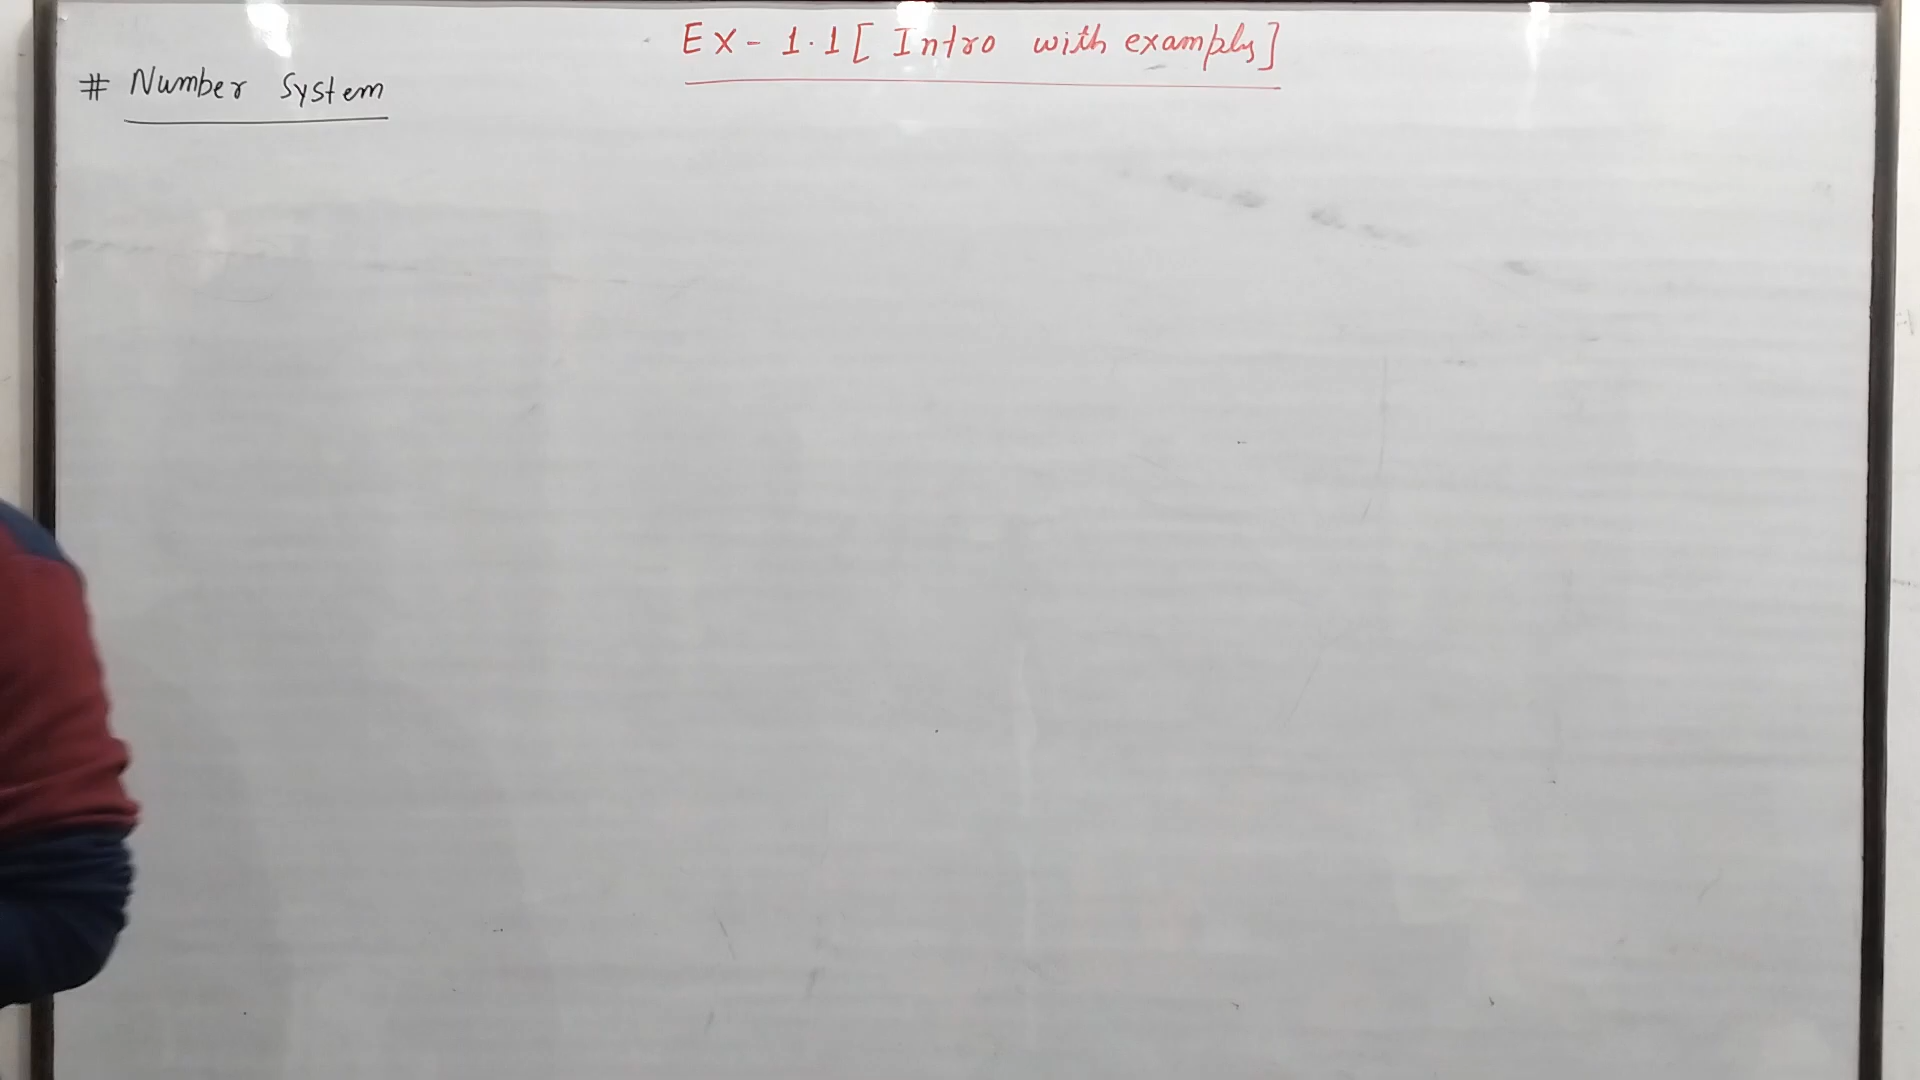 Ex - 1.1 [ Intro with examples ]
# Number System